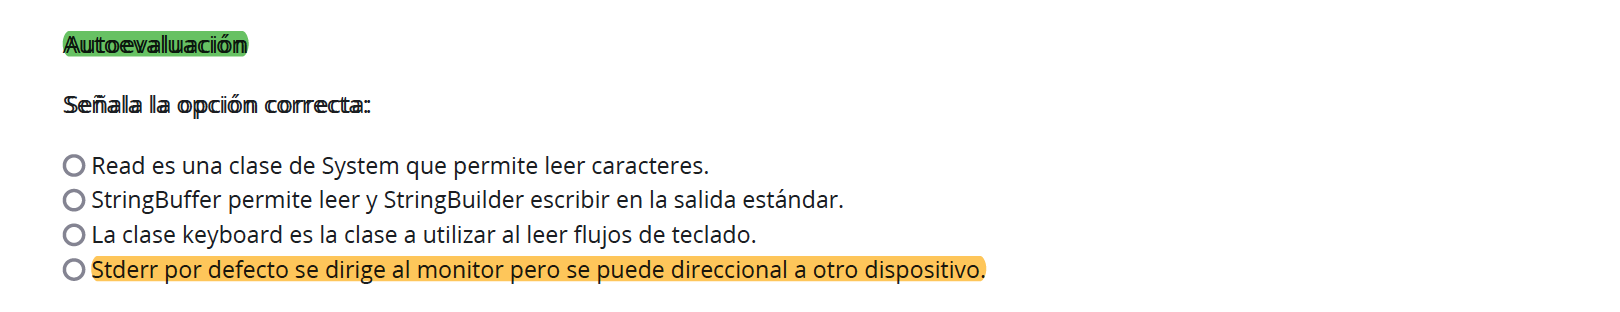 Autoevaluación
Señala la opción correcta:
Read es una clase de System que permite leer caracteres.
StringBuffer permite leer y StringBuilder escribir en la salida estándar.
La clase keyboard es la clase a utilizar al leer flujos de teclado.
Stderr por defecto se dirige al monitor pero se puede direccional a otro dispositivo.